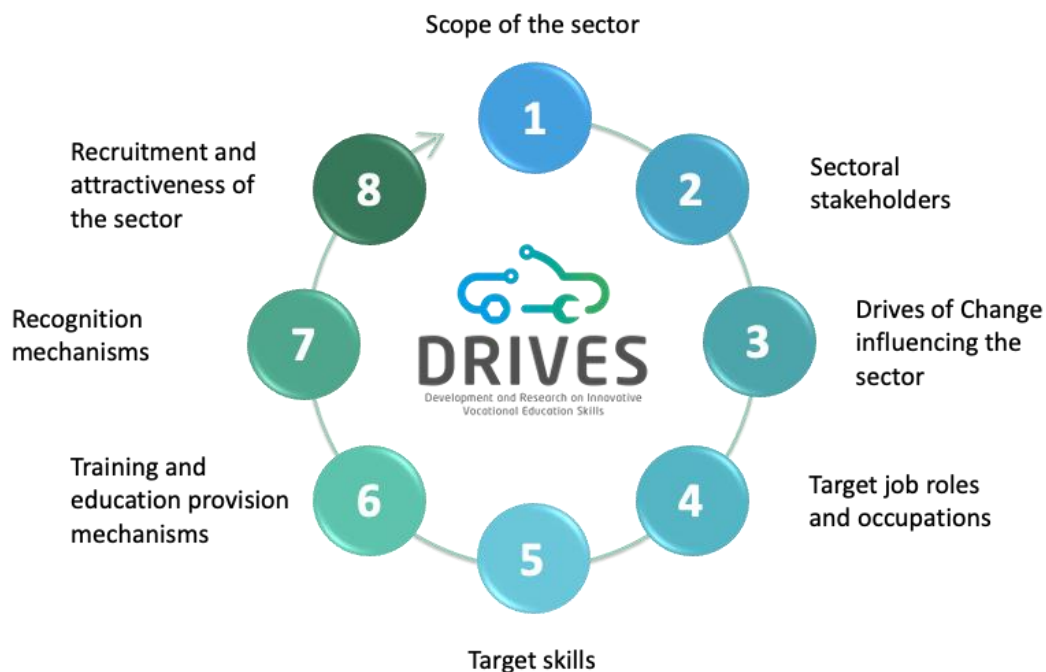 Scope of the sector
1
2
Sectoral
stakeholders
3
Drives of Change
influencing the
sector
4
Target job roles
and occupations
5
Target skills
6
Training and
education provision
mechanisms
7
Recognition
mechanisms
8
Recruitment and
attractiveness of
the sector
DRIVES
Development and Research on Innovative
Vocational Education Skills